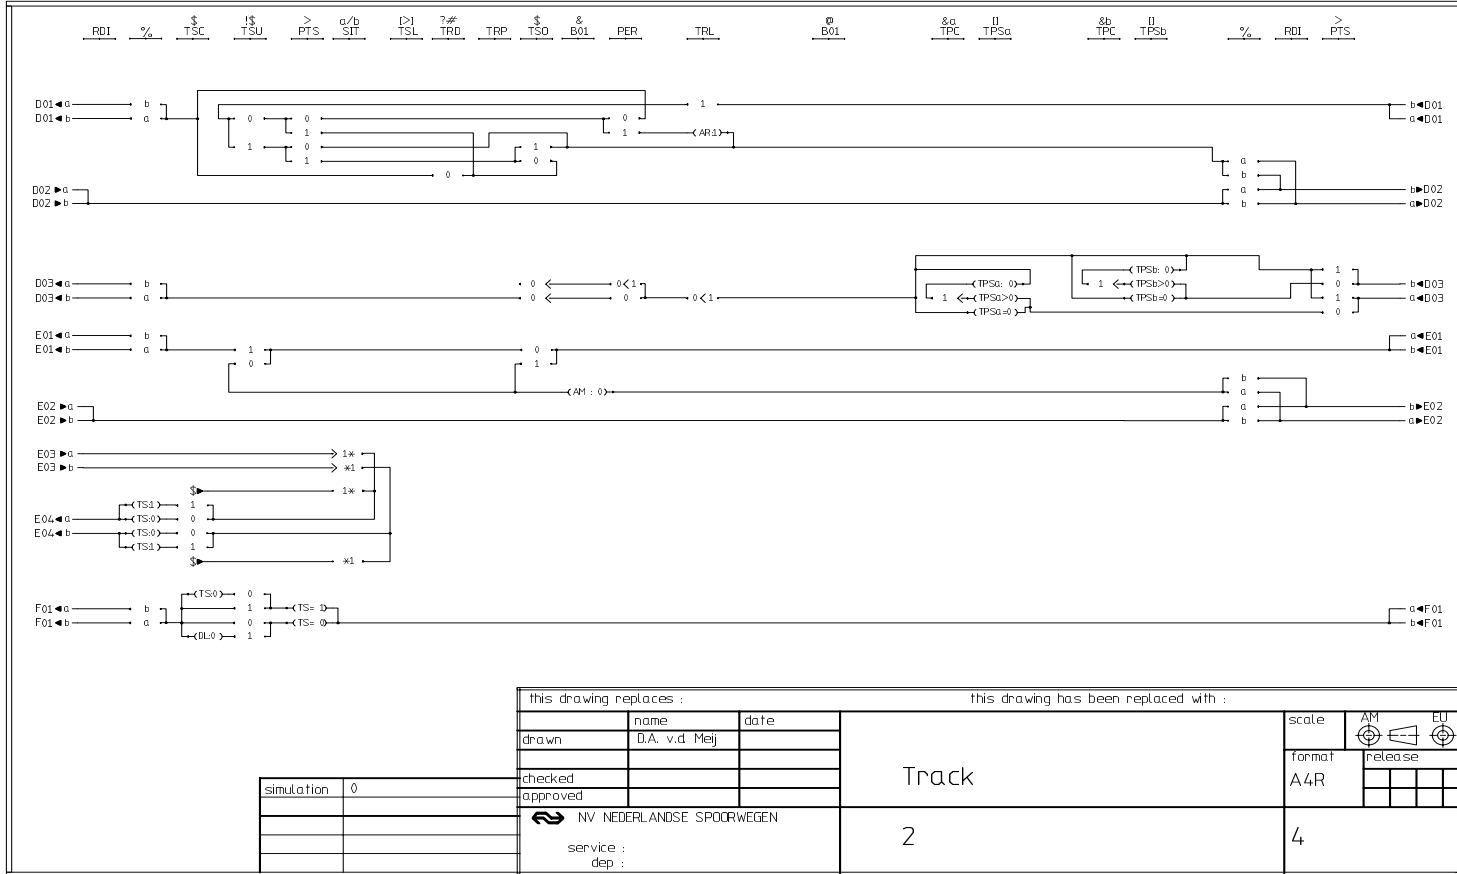 $ !$ > a/b [>] ?# $ & @ &a [] &b [] >
RDI % TSC TSU PTS SIT TSL TRD TRP TSO B01 PER TRL B01 TPC TPSa TPC TPSb % RDI PTS
D01 a b 1 b D01
D01 b a 0 0 0 a D01
1 1 (AR:1)
1 0 1
1 0 a
0 b
D02 a a b D02
D02 b b a D02
(TPSa: 0) (TPSb: 0) 1
D03 a b 0 0<1 1 (TPSa>0) 1 (TPSb>0) 0 b D03
D03 b a 0 0 0<1 (TPSa=0) (TPSb=0) 1 a D03
0
E01 a b a E01
E01 b a 1 0 b E01
0 1
b
(AM : 0) a
E02 a a b E02
E02 b b a E02
E03 a 1*
E03 b *1
$ 1*
(TS:1) 1
E04 a (TS:0) 0
E04 b (TS:0) 0
(TS:1) 1
$ *1
(TS:0) 0
F01 a b 1 (TS= 1) a F01
F01 b a 0 (TS= 0) b F01
(DL:0) 1
this drawing replaces : this drawing has been replaced with :
name date scale AM EU
drawn D.A. v.d. Meij
format release
checked Track A4R
simulation 0
approved
NV NEDERLANDSE SPOORWEGEN
2 4
service :
dep :